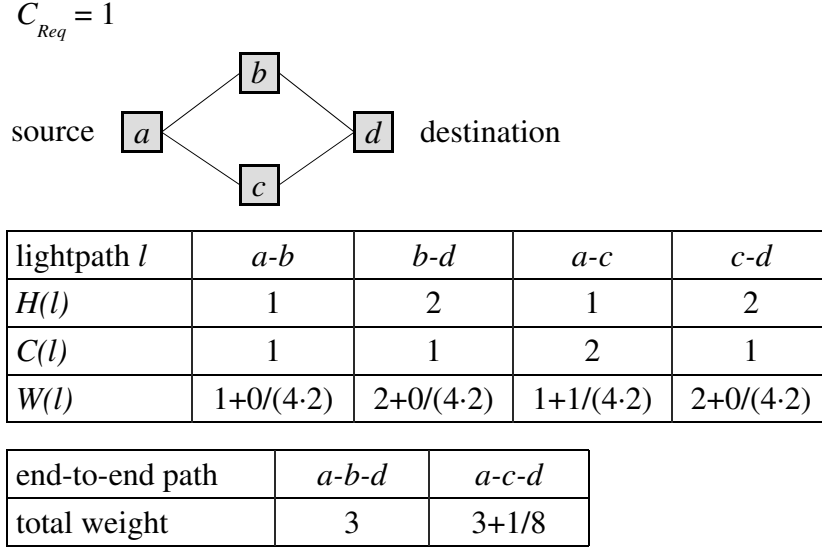 C_Req = 1
b
source a d destination
c
lightpath l a-b b-d a-c c-d
H(l) 1 2 1 2
C(l) 1 1 2 1
W(l) 1+0/(4·2) 2+0/(4·2) 1+1/(4·2) 2+0/(4·2)
end-to-end path a-b-d a-c-d
total weight 3 3+1/8